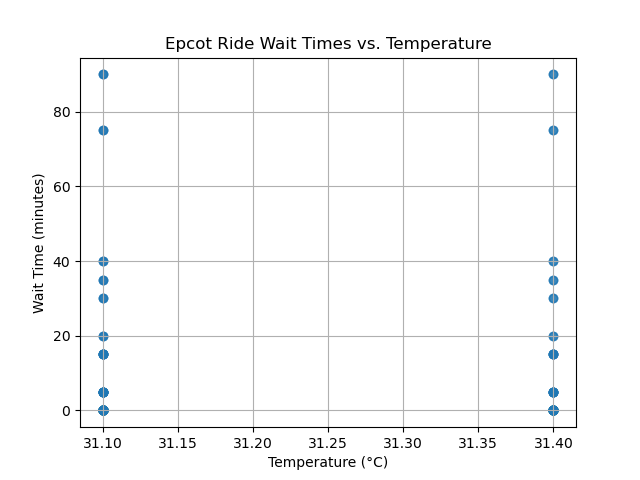 Epcot Ride Wait Times vs. Temperature
80
60
40
20
0
Wait Time (minutes)
31.10 31.15 31.20 31.25 31.30 31.35 31.40
Temperature (°C)